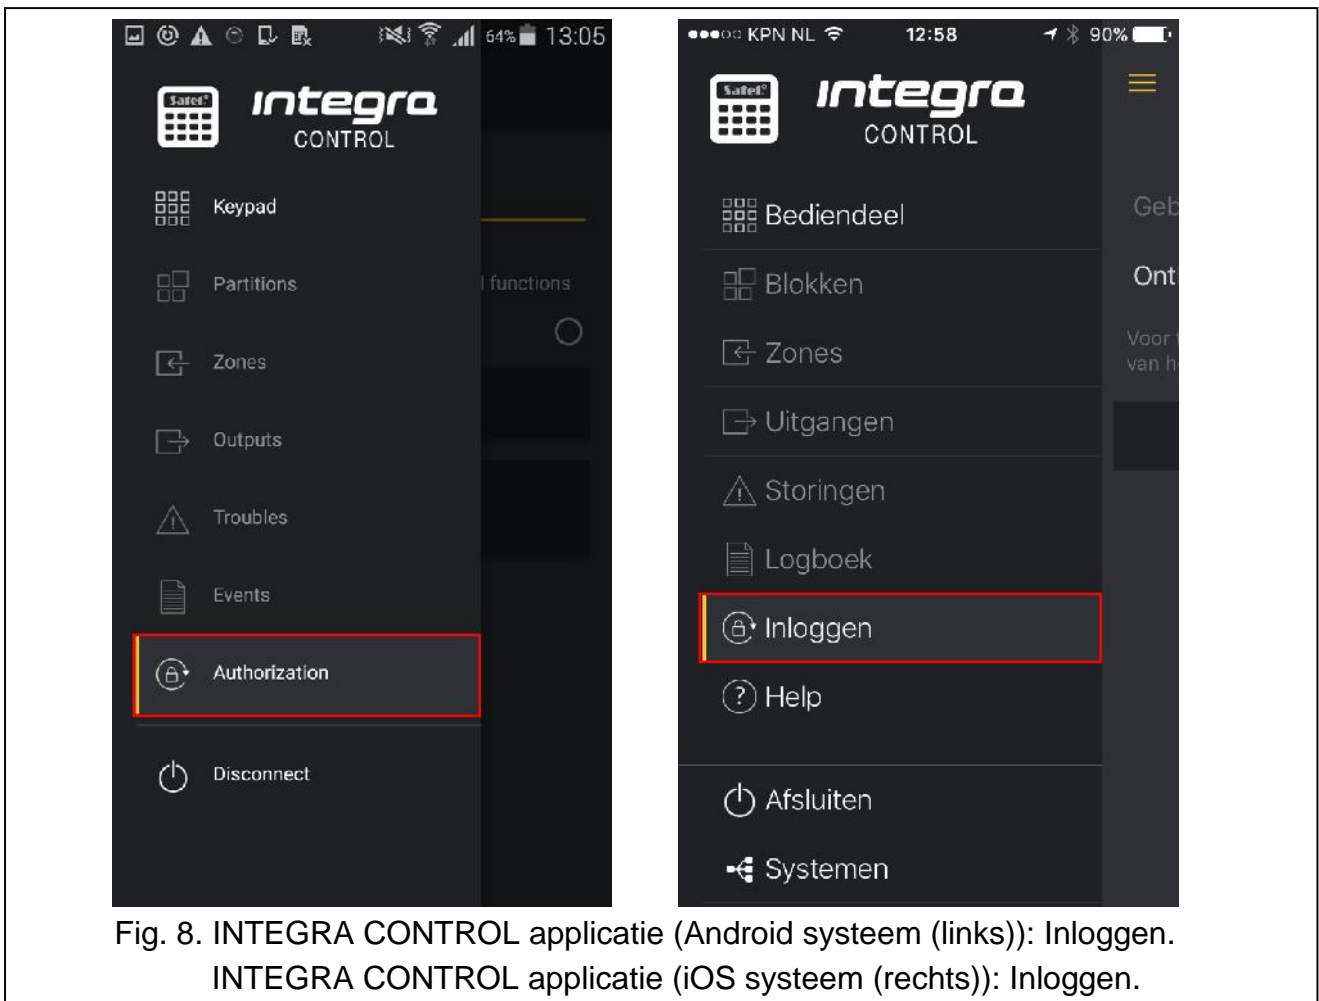 64% 13:05
Satel
Integra
CONTROL
Keypad
Partitions
functions
Zones
Outputs
Troubles
Events
Authorization
Disconnect
KPN NL 12:58 90%
Satel
Integra
CONTROL
Bediendeel
Geb
Blokken
Ont
Zones
Voor
van h
Uitgangen
Storingen
Logboek
Inloggen
Help
Afsluiten
Systemen
Fig. 8. INTEGRA CONTROL applicatie (Android systeem (links)): Inloggen.
INTEGRA CONTROL applicatie (iOS systeem (rechts)): Inloggen.